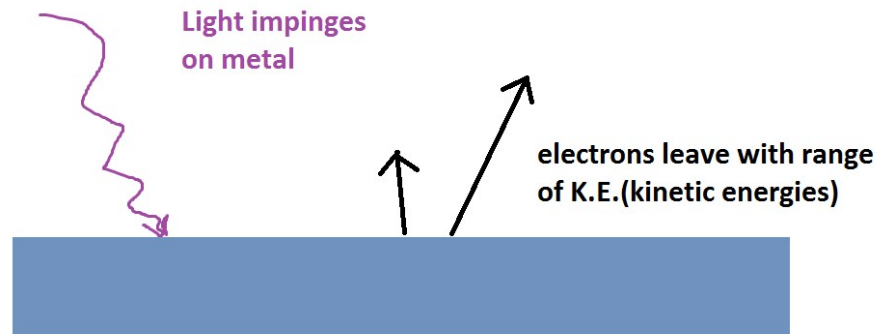 Light impinges
on metal
electrons leave with range
of K.E.(kinetic energies)